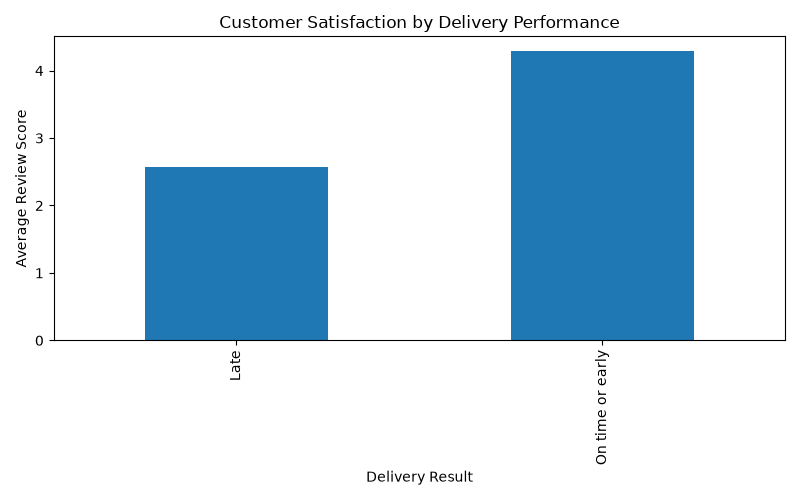 Customer Satisfaction by Delivery Performance
Average Review Score
4
3
2
1
0
Late
On time or early
Delivery Result